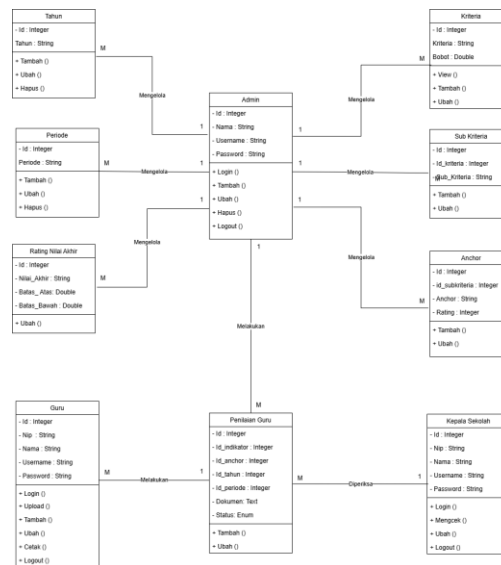 Tahun
- Id : Integer
Tahun : String
+ Tambah ()
+ Ubah ()
+ Hapus ()
M
Mengelola
1
Kriteria
- Id : Integer
Kriteria : String
Bobot : Double
+ View ()
+ Tambah ()
+ Ubah ()
M
Mengelola
1
Admin
- Id : Integer
- Nama : String
- Username : String
- Password : String
+ Login ()
+ Tambah ()
+ Ubah ()
+ Hapus ()
+ Logout ()
Periode
- Id : Integer
Periode : String
+ Tambah ()
+ Ubah ()
+ Hapus ()
M
Mengelola
1
Sub Kriteria
- Id : Integer
- Id_kriteria : Integer
- Sub_Kriteria : String
+ Tambah ()
+ Ubah ()
M
Mengelola
1
Rating Nilai Akhir
- Id : Integer
- Nilai_Akhir : String
- Batas_ Atas: Double
- Batas_Bawah : Double
+ Ubah ()
M
Mengelola
1
Anchor
- Id : Integer
- id_subkriteria : Integer
- Anchor : String
- Rating : Integer
+ Tambah ()
+ Ubah ()
M
Mengelola
1
1
Melakukan
M
Guru
- Id : Integer
- Nip : String
- Nama : String
- Username : String
- Password : String
+ Login ()
+ Upload ()
+ Tambah ()
+ Ubah ()
+ Cetak ()
+ Logout ()
M
Melakukan
1
Penilaian Guru
- Id : Integer
- Id_indikator : Integer
- Id_anchor : Integer
- Id_tahun : Integer
- Id_periode : Integer
- Dokumen: Text
- Status: Enum
+ Tambah ()
+ Ubah ()
M
Diperiksa
1
Kepala Sekolah
- Id : Integer
- Nip : String
- Nama : String
- Username : String
- Password : String
+ Login ()
+ Mengcek ()
+ Ubah ()
+ Logout ()